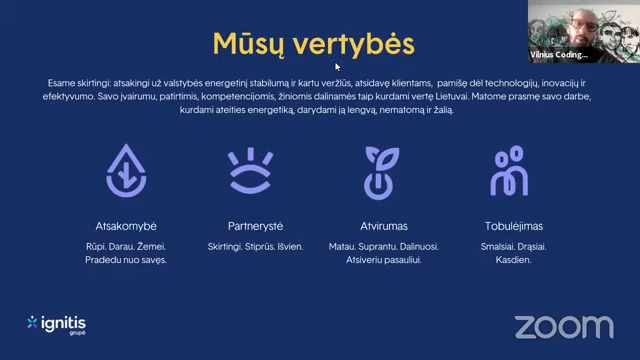 Mūsų vertybės
Vilnius Coding...
Esame skirtingi: atsakingi už valstybės energetinį stabilumą ir kartu veržlūs, atsidavę klientams, pamišę dėl technologijų, inovacijų ir
efektyvumo. Savo įvairumu, patirtimis, kompetencijomis, žiniomis dalinamės taip kurdami vertę Lietuvai. Matome prasmę savo darbe,
kurdami ateities energetiką, darydami ją lengvą, nematomą ir žalią.
Atsakomybė
Rūpi. Darau. Žemei.
Pradedu nuo savęs.
Partnerystė
Skirtingi. Stiprūs. Išvien.
Atvirumas
Matau. Suprantu. Dalinuosi.
Atsiveriu pasauliui.
Tobulėjimas
Smalsiai. Drąsiai.
Kasdien.
ignitis
grupė
zoom